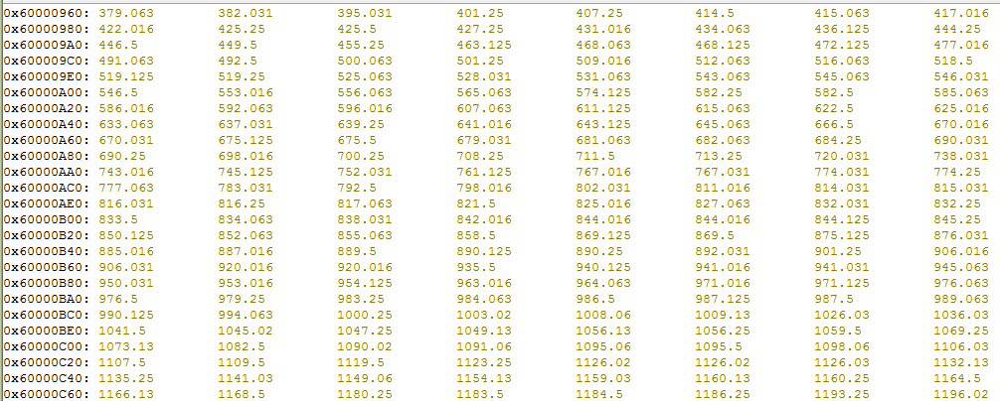 0x60000960: 379.063 382.031 395.031 401.25 407.25 414.5 415.063 417.016
0x60000980: 422.016 425.25 425.5 427.25 431.016 434.063 436.125 444.25
0x600009A0: 446.5 449.5 455.25 463.125 468.063 468.125 472.125 477.016
0x600009C0: 491.063 492.5 500.063 501.25 509.016 512.063 516.063 518.5
0x600009E0: 519.125 519.25 525.063 528.031 531.063 543.063 545.063 546.031
0x60000A00: 546.5 553.016 556.063 565.063 574.125 582.25 582.5 585.063
0x60000A20: 586.016 592.063 596.016 607.063 611.125 615.063 622.5 625.016
0x60000A40: 633.063 637.031 639.25 641.016 643.125 645.063 666.5 670.016
0x60000A60: 670.031 675.125 675.5 679.031 681.063 682.063 684.25 690.031
0x60000A80: 690.25 698.016 700.25 708.25 711.5 713.25 720.031 738.031
0x60000AA0: 743.016 745.125 752.031 761.125 767.016 767.031 774.031 774.25
0x60000AC0: 777.063 783.031 792.5 798.016 802.031 811.016 814.031 815.031
0x60000AE0: 816.031 816.25 817.063 821.5 825.016 827.063 832.031 832.25
0x60000B00: 833.5 834.063 838.031 842.016 844.016 844.016 844.125 845.25
0x60000B20: 850.125 852.063 855.063 858.5 869.125 869.5 875.125 876.031
0x60000B40: 885.016 887.016 889.5 890.125 890.25 892.031 901.25 906.016
0x60000B60: 906.031 920.016 920.016 935.5 940.125 941.016 941.031 945.063
0x60000B80: 950.031 953.016 954.125 963.016 964.063 971.016 971.125 976.063
0x60000BA0: 976.5 979.25 983.25 984.063 986.5 987.125 987.5 989.063
0x60000BC0: 990.125 994.063 1000.25 1003.02 1008.06 1009.13 1026.03 1036.03
0x60000BE0: 1041.5 1045.02 1047.25 1049.13 1056.13 1056.25 1059.5 1069.25
0x60000C00: 1073.13 1082.5 1090.02 1091.06 1095.06 1095.5 1098.06 1106.03
0x60000C20: 1107.5 1109.5 1119.5 1123.25 1126.02 1126.02 1126.03 1132.13
0x60000C40: 1135.25 1141.03 1149.06 1154.13 1159.03 1160.13 1160.25 1164.5
0x60000C60: 1166.13 1168.5 1180.25 1183.5 1184.5 1186.25 1193.25 1196.02